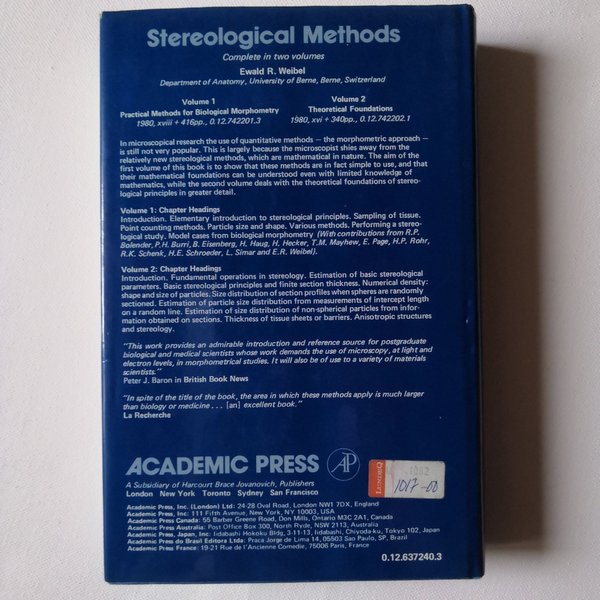 Stereological Methods
Complete in two volumes
Ewald R. Weibel
Department of Anatomy, University of Berne, Berne, Switzerland
Volume 1
Practical Methods for Biological Morphometry
1980, xviii + 416pp., 0.12.742201.3
Volume 2
Theoretical Foundations
1980, xvi + 340pp., 0.12.742202.1
In microscopical research the use of quantitative methods — the morphometric approach —
is still not very popular. This is largely because the microscopist shies away from the
relatively new stereological methods, which are mathematical in nature. The aim of the
first volume of this book is to show that these methods are in fact simple to use, and that
their mathematical foundations can be understood even with limited knowledge of
mathematics, while the second volume deals with the theoretical foundations of stereo-
logical principles in greater detail.
Volume 1: Chapter Headings
Introduction. Elementary introduction to stereological principles. Sampling of tissue.
Point counting methods. Particle size and shape. Various methods. Performing a stereo-
logical study. Model cases from biological morphometry (With contributions from R.P.
Bolender, P.H. Burri, B. Eisenberg, H. Haug, H. Hecker, T.M. Mayhew, E. Page, H.P. Rohr,
R.K. Schenk, H.E. Schroeder, L. Simar and E.R. Weibel).
Volume 2: Chapter Headings
Introduction. Fundamental operations in stereology. Estimation of basic stereological
parameters. Basic stereological principles and finite section thickness. Numerical density:
shape and size of particles. Size distribution of section profiles when spheres are randomly
sectioned. Estimation of particle size distribution from measurements of intercept length
on a random line. Estimation of size distribution of non-spherical particles from infor-
mation obtained on sections. Thickness of tissue sheets or barriers. Anisotropic structures
and stereology.
"This work provides an admirable introduction and reference source for postgraduate
biological and medical scientists whose work demands the use of microscopy, at light and
electron levels, in morphometrical studies. It will also be of use to a variety of materials
scientists."
Peter J. Baron in British Book News
"In spite of the title of the book, the area in which these methods apply is much larger
than biology or medicine . . . [an] excellent book."
La Recherche
ACADEMIC PRESS
AP
1082
1017-00
A Subsidiary of Harcourt Brace Jovanovich, Publishers
London New York Toronto Sydney San Francisco
Academic Press, Inc. (London) Ltd: 24-28 Oval Road, London NW1 7DX, England
Academic Press, Inc. 111 Fifth Avenue, New York, NY 10003, USA
Academic Press Canada: 55 Barber Greene Road, Don Mills, Ontario M3C 2A1, Canada
Academic Press Australia: Post Office Box 300, North Ryde, NSW 2113, Australia
Academic Press, Japan, Inc: Iidabashi Hokoku Bldg, 3-11-13, Iidabashi, Chiyoda-ku, Tokyo 102, Japan
Academic Press do Brasil Editora Ltda: Praca Jorge de Lima 14, 05503 Sao Paulo, SP, Brazil
Academic Press France: 19-21 Rue de l'Ancienne Comedie, 75006 Paris, France
0.12.637240.3